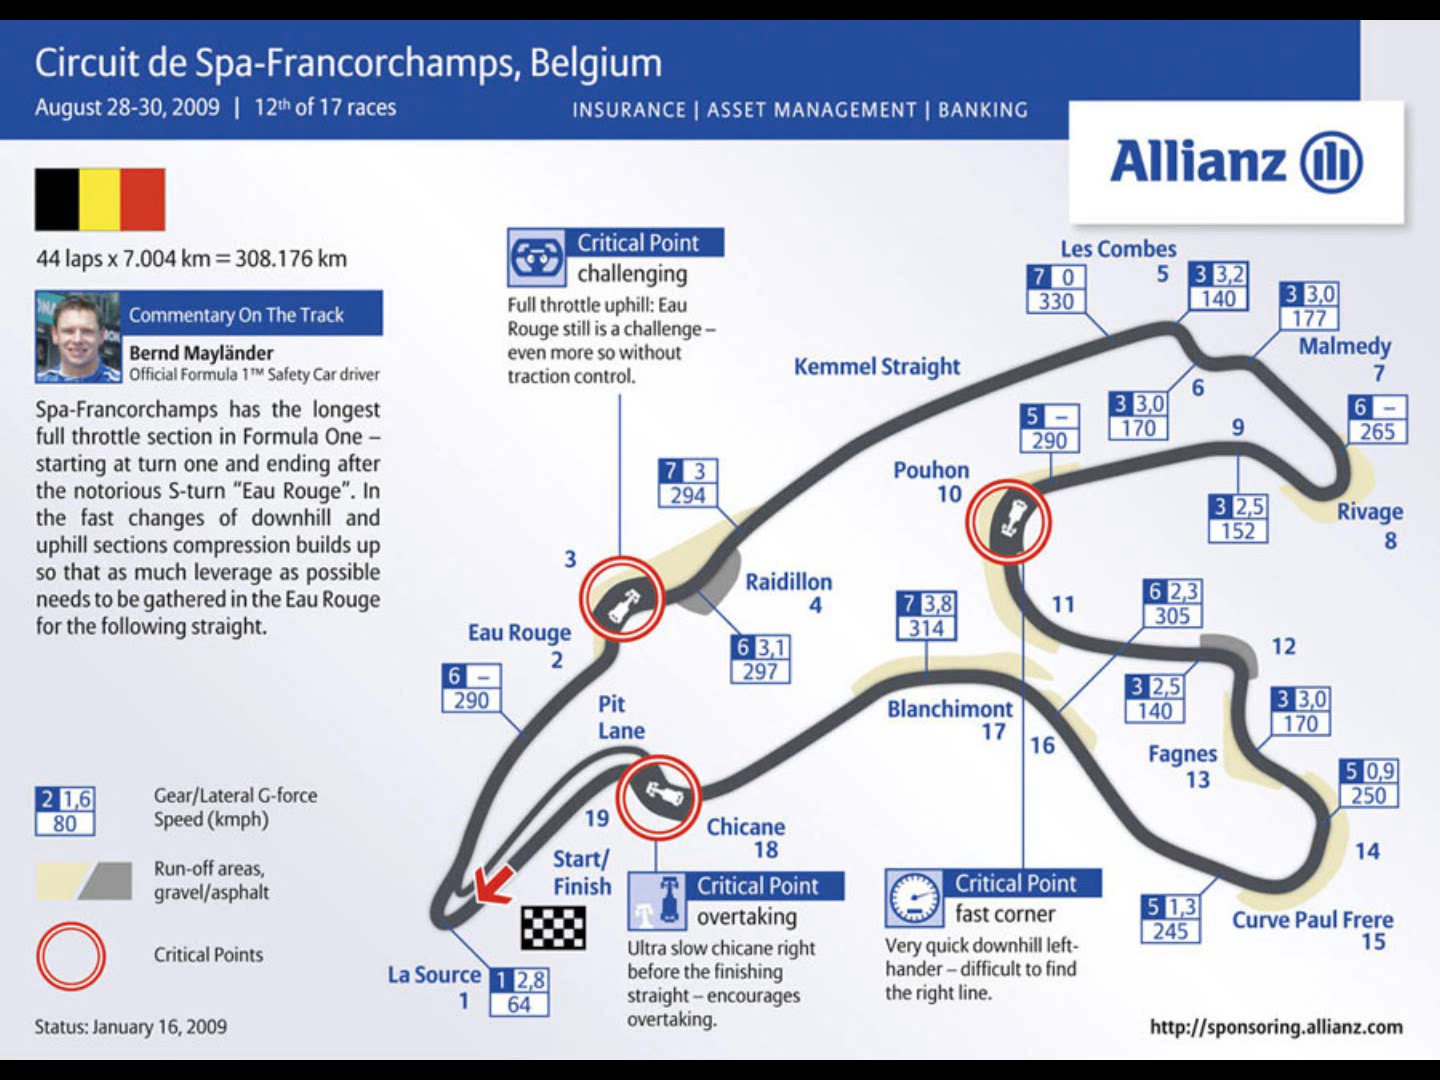 Circuit de Spa-Francorchamps, Belgium
August 28-30, 2009 | 12th of 17 races
INSURANCE | ASSET MANAGEMENT | BANKING
Allianz
44 laps x 7.004 km = 308.176 km
Commentary On The Track
Bernd Mayländer
Official Formula 1™ Safety Car driver
Spa-Francorchamps has the longest
full throttle section in Formula One –
starting at turn one and ending after
the notorious S-turn “Eau Rouge”. In
the fast changes of downhill and
uphill sections compression builds up
so that as much leverage as possible
needs to be gathered in the Eau Rouge
for the following straight.
2 1,6
80
Gear/Lateral G-force
Speed (kmph)
Run-off areas,
gravel/asphalt
Critical Points
Status: January 16, 2009
Critical Point
challenging
Full throttle uphill: Eau
Rouge still is a challenge –
even more so without
traction control.
Les Combes
5
7 0
330
3 3,2
140
3 3,0
177
Malmedy
7
Kemmel Straight
6
3 3,0
170
6 –
265
5 –
290
9
Pouhon
10
7 3
294
3 2,5
152
Rivage
8
3
Raidillon
4
Eau Rouge
2
6 3,1
297
6 –
290
7 3,8
314
11
6 2,3
305
12
3 2,5
140
3 3,0
170
Pit
Lane
Blanchimont
17
16
Fagnes
13
5 0,9
250
19
Chicane
18
14
Start/
Finish
5 1,3
245
Curve Paul Frere
15
La Source
1
1 2,8
64
Critical Point
overtaking
Ultra slow chicane right
before the finishing
straight – encourages
overtaking.
Critical Point
fast corner
Very quick downhill left-
hander – difficult to find
the right line.
http://sponsoring.allianz.com